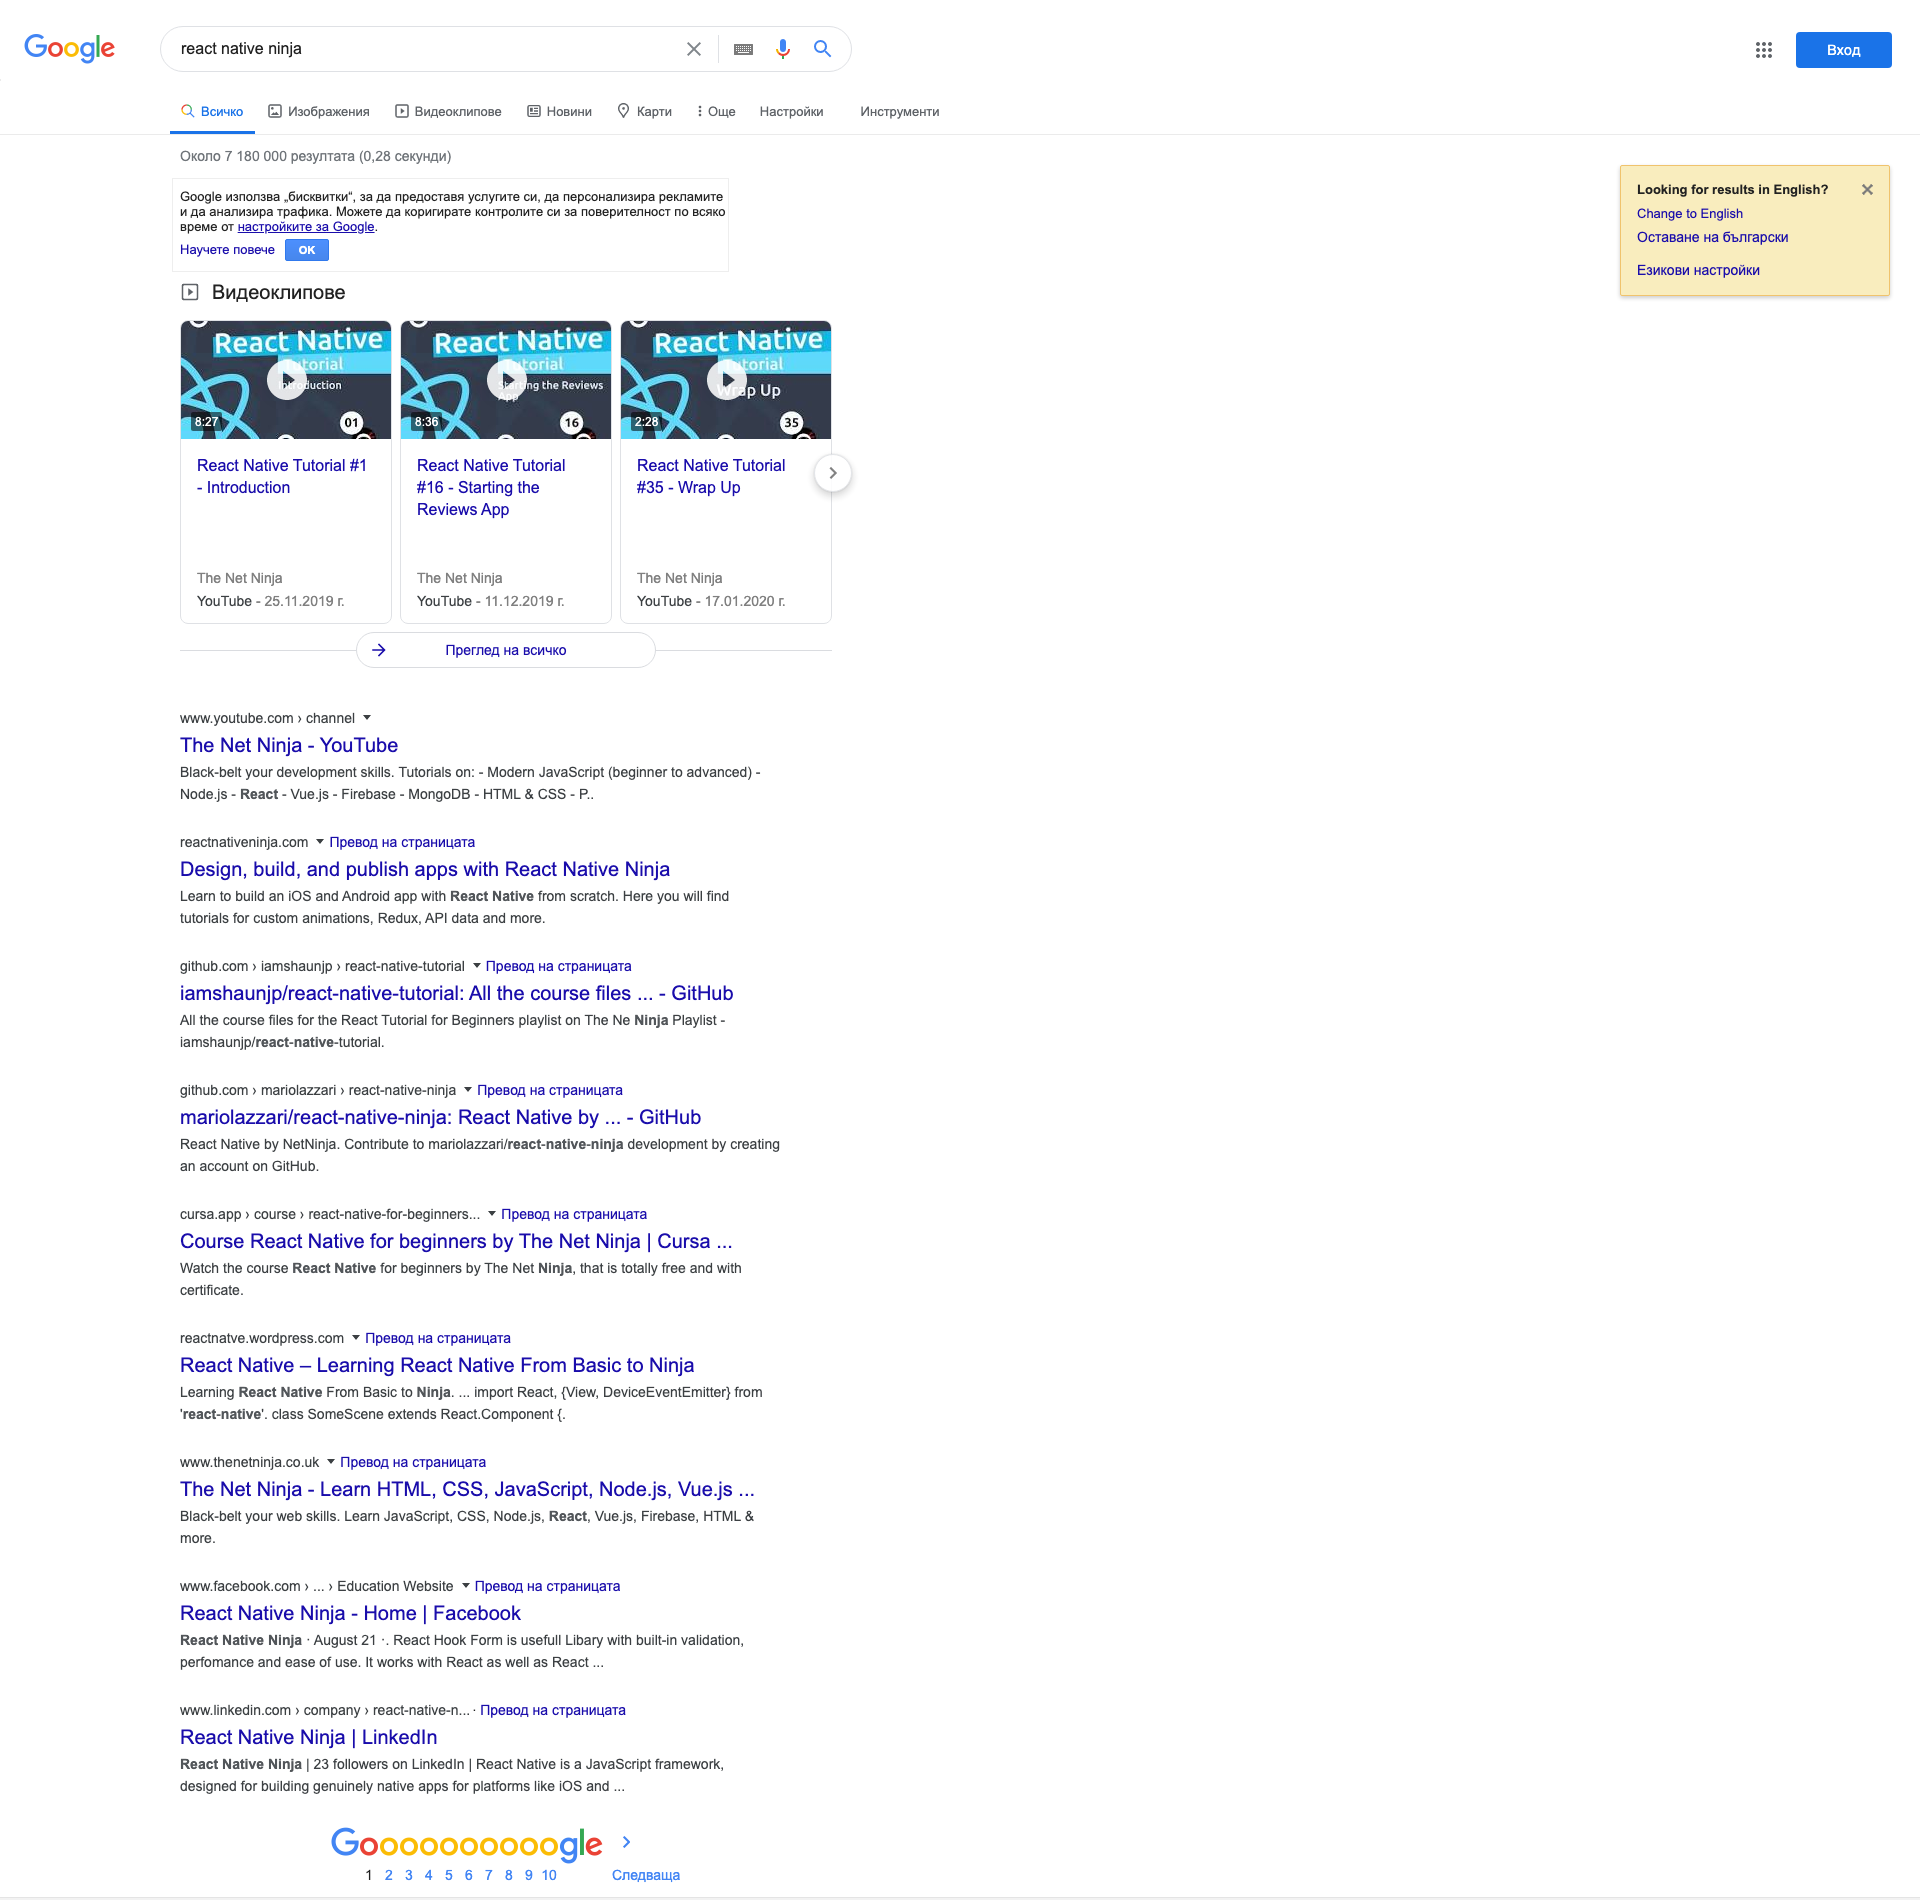 Google
react native ninja
Вход
Всичко
Изображения
Видеоклипове
Новини
Карти
Още
Настройки
Инструменти
Около 7 180 000 резултата (0,28 секунди)
Google използва „бисквитки“, за да предоставя услугите си, да персонализира рекламите
и да анализира трафика. Можете да коригирате контролите си за поверителност по всяко
време от настройките за Google.
Научете повече OK
Looking for results in English?
Change to English
Оставане на български
Езикови настройки
Видеоклипове
React Native
Tutorial
Introduction
8:27
01
React Native
Tutorial
Starting the Reviews
App
8:36
16
React Native
Tutorial
Wrap Up
2:28
35
React Native Tutorial #1
- Introduction
The Net Ninja
YouTube - 25.11.2019 г.
React Native Tutorial
#16 - Starting the
Reviews App
The Net Ninja
YouTube - 11.12.2019 г.
React Native Tutorial
#35 - Wrap Up
The Net Ninja
YouTube - 17.01.2020 г.
Преглед на всичко
www.youtube.com › channel
The Net Ninja - YouTube
Black-belt your development skills. Tutorials on: - Modern JavaScript (beginner to advanced) -
Node.js - React - Vue.js - Firebase - MongoDB - HTML & CSS - P..
reactnativeninja.com Превод на страницата
Design, build, and publish apps with React Native Ninja
Learn to build an iOS and Android app with React Native from scratch. Here you will find
tutorials for custom animations, Redux, API data and more.
github.com › iamshaunjp › react-native-tutorial Превод на страницата
iamshaunjp/react-native-tutorial: All the course files ... - GitHub
All the course files for the React Tutorial for Beginners playlist on The Ne Ninja Playlist -
iamshaunjp/react-native-tutorial.
github.com › mariolazzari › react-native-ninja Превод на страницата
mariolazzari/react-native-ninja: React Native by ... - GitHub
React Native by NetNinja. Contribute to mariolazzari/react-native-ninja development by creating
an account on GitHub.
cursa.app › course › react-native-for-beginners... Превод на страницата
Course React Native for beginners by The Net Ninja | Cursa ...
Watch the course React Native for beginners by The Net Ninja, that is totally free and with
certificate.
reactnatve.wordpress.com Превод на страницата
React Native – Learning React Native From Basic to Ninja
Learning React Native From Basic to Ninja. ... import React, {View, DeviceEventEmitter} from
'react-native'. class SomeScene extends React.Component {.
www.thenetninja.co.uk Превод на страницата
The Net Ninja - Learn HTML, CSS, JavaScript, Node.js, Vue.js ...
Black-belt your web skills. Learn JavaScript, CSS, Node.js, React, Vue.js, Firebase, HTML &
more.
www.facebook.com › ... › Education Website Превод на страницата
React Native Ninja - Home | Facebook
React Native Ninja · August 21 ·. React Hook Form is usefull Libary with built-in validation,
perfomance and ease of use. It works with React as well as React ...
www.linkedin.com › company › react-native-n... · Превод на страницата
React Native Ninja | LinkedIn
React Native Ninja | 23 followers on LinkedIn | React Native is a JavaScript framework,
designed for building genuinely native apps for platforms like iOS and ...
Goooooooooogle
1 2 3 4 5 6 7 8 9 10 Следваща